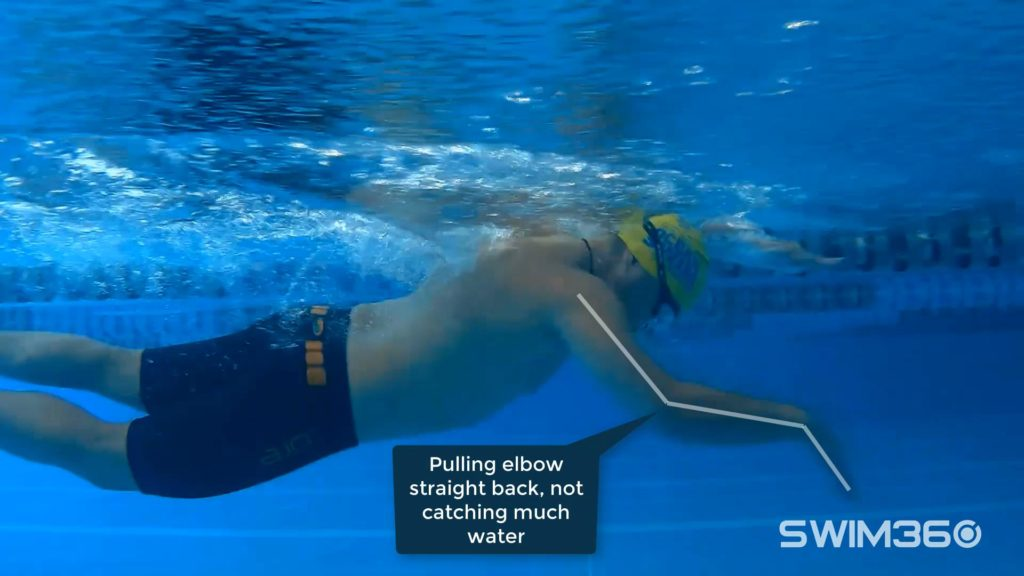 Pulling elbow
straight back, not
catching much
water
SWIM360